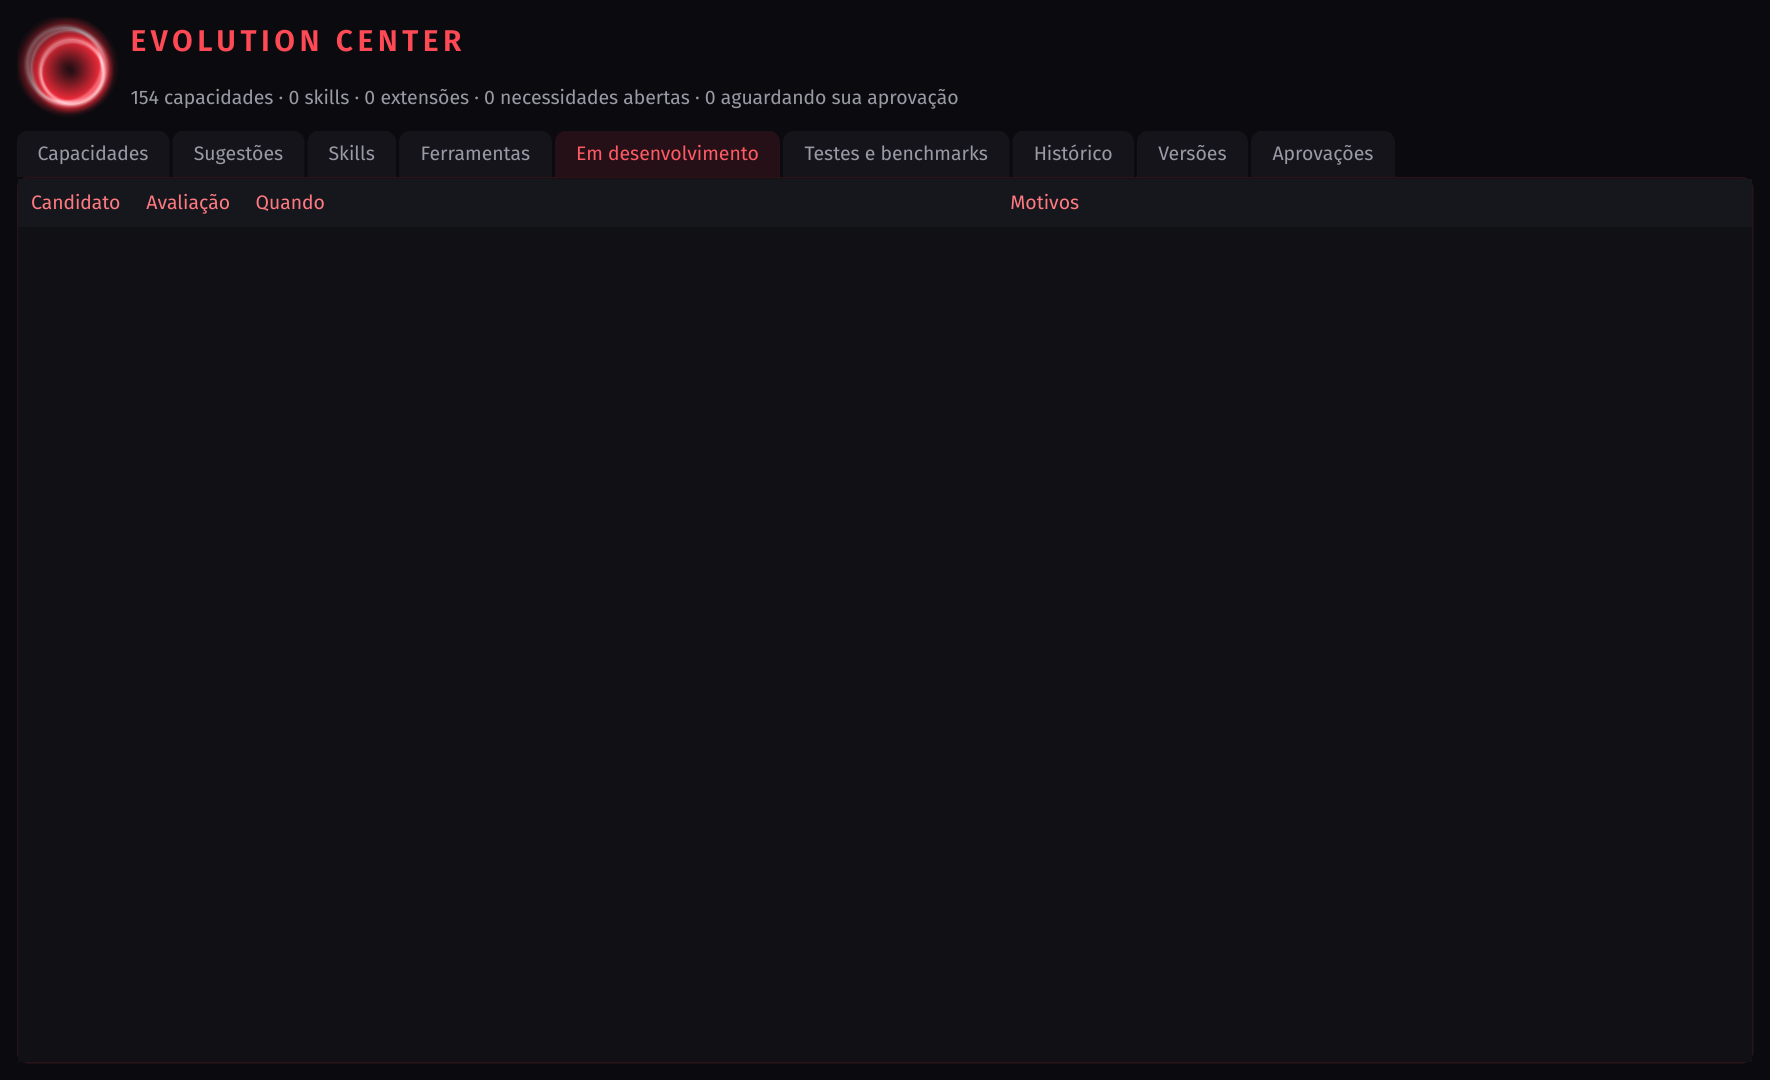 EVOLUTION CENTER
154 capacidades · 0 skills · 0 extensões · 0 necessidades abertas · 0 aguardando sua aprovação
Capacidades Sugestões Skills Ferramentas Em desenvolvimento Testes e benchmarks Histórico Versões Aprovações
Candidato Avaliação Quando Motivos